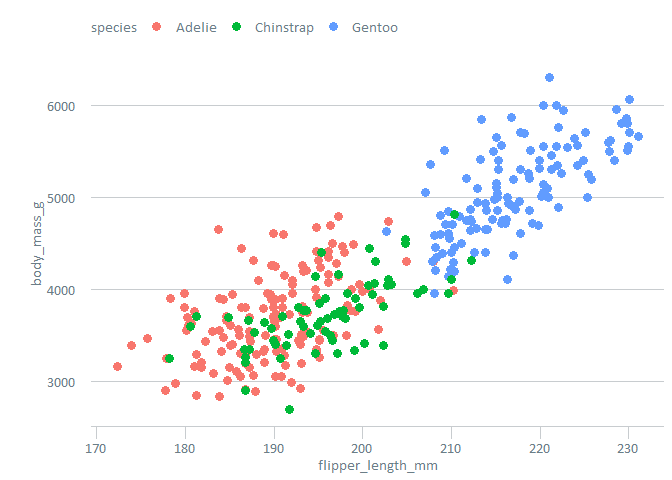 species Adelie Chinstrap Gentoo
6000
5000
4000
3000
body_mass_g
170 180 190 200 210 220 230
flipper_length_mm